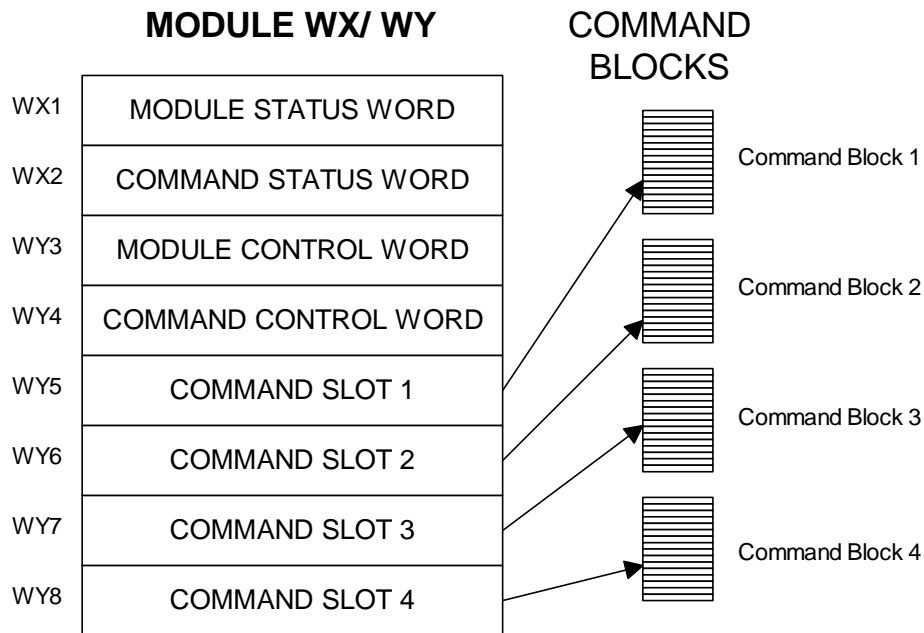 MODULE WX/ WY
COMMAND
BLOCKS
WX1
MODULE STATUS WORD
WX2
COMMAND STATUS WORD
WY3
MODULE CONTROL WORD
WY4
COMMAND CONTROL WORD
WY5
COMMAND SLOT 1
WY6
COMMAND SLOT 2
WY7
COMMAND SLOT 3
WY8
COMMAND SLOT 4
Command Block 1
Command Block 2
Command Block 3
Command Block 4